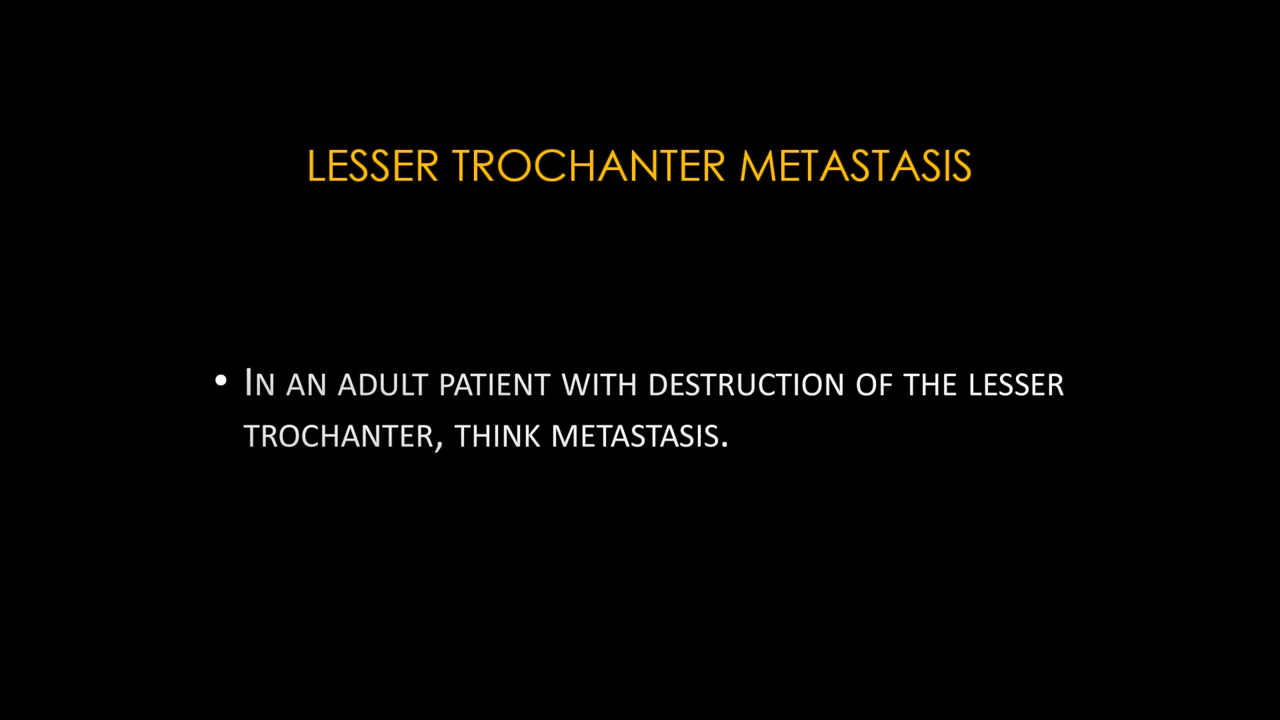 LESSER TROCHANTER METASTASIS
• In an adult patient with destruction of the lesser
trochanter, think metastasis.